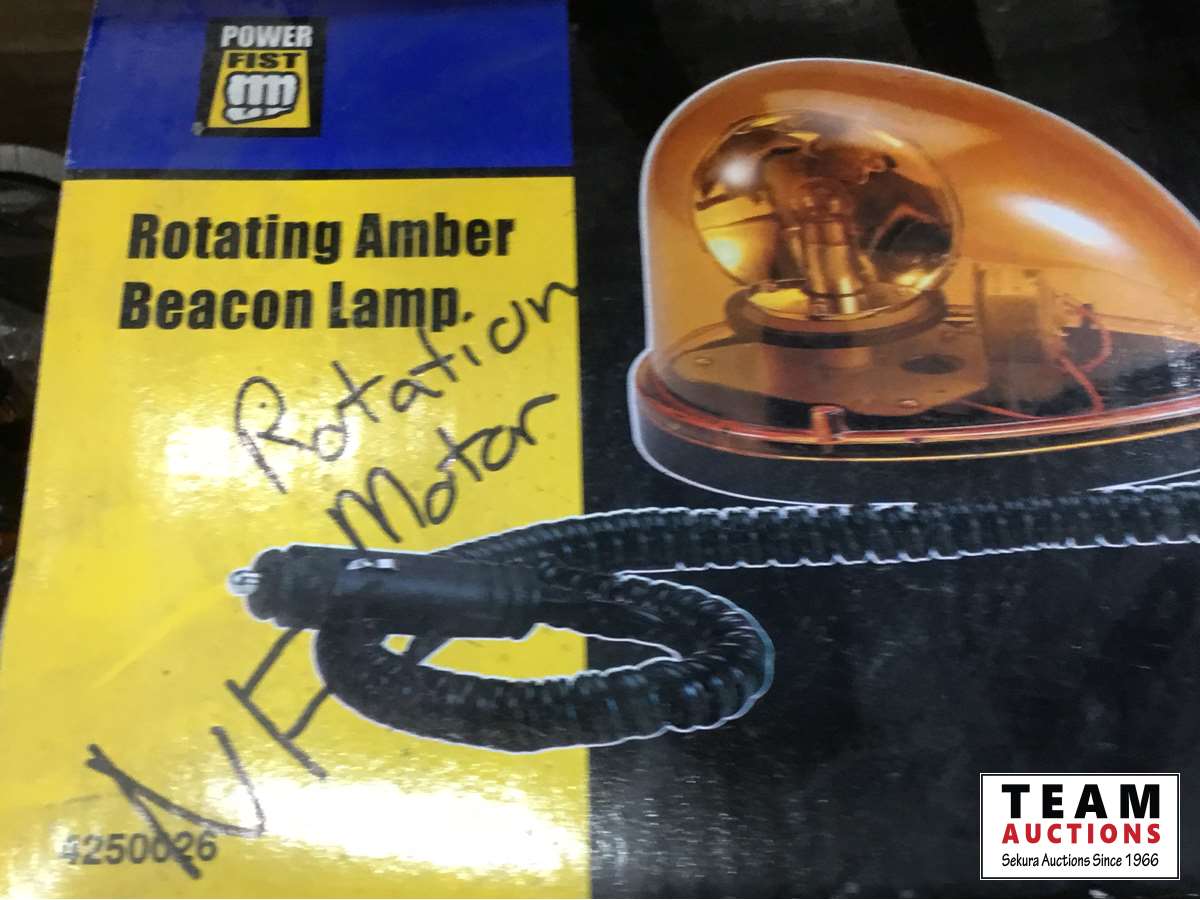 POWER
FIST
Rotating Amber
Beacon Lamp.
Rotation
Motor
4250026
TEAM
AUCTIONS
Sekura Auctions Since 1966